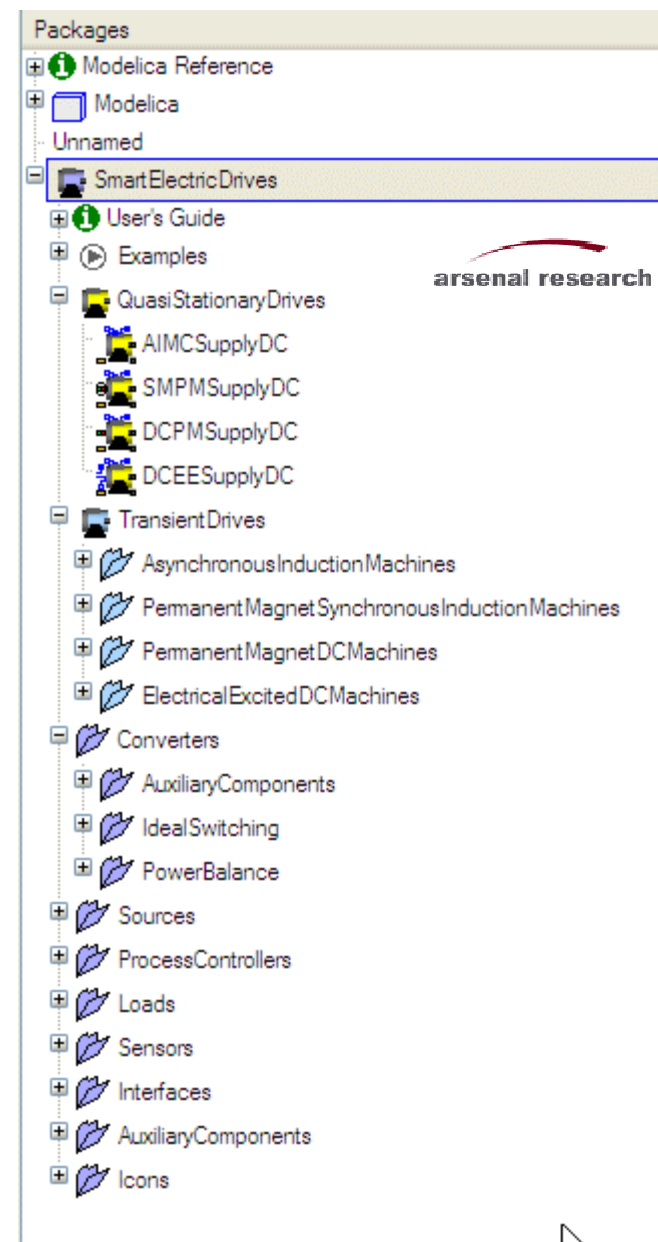 Packages
Modelica Reference
Modelica
Unnamed
SmartElectricDrives
User's Guide
Examples
arsenal research
QuasiStationaryDrives
AIMCSupplyDC
SMPMSupplyDC
DCPMSupplyDC
DCEESupplyDC
TransientDrives
AsynchronousInductionMachines
PermanentMagnetSynchronousInductionMachines
PermanentMagnetDCMachines
ElectricalExcitedDCMachines
Converters
AuxiliaryComponents
IdealSwitching
PowerBalance
Sources
ProcessControllers
Loads
Sensors
Interfaces
AuxiliaryComponents
Icons